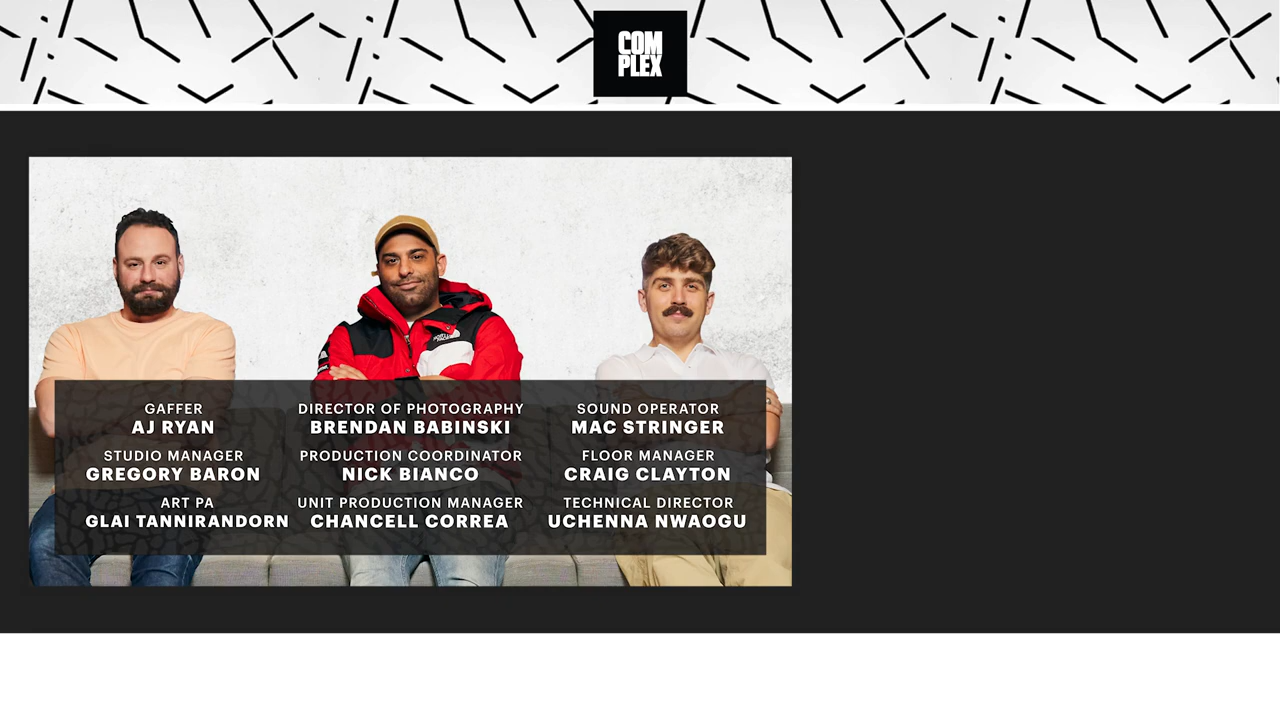 COM
PLEX
GAFFER
AJ RYAN
DIRECTOR OF PHOTOGRAPHY
BRENDAN BABINSKI
SOUND OPERATOR
MAC STRINGER
STUDIO MANAGER
GREGORY BARON
PRODUCTION COORDINATOR
NICK BIANCO
FLOOR MANAGER
CRAIG CLAYTON
ART PA
GLAI TANNIRANDORN
UNIT PRODUCTION MANAGER
CHANCELL CORREA
TECHNICAL DIRECTOR
UCHENNA NWAOGU